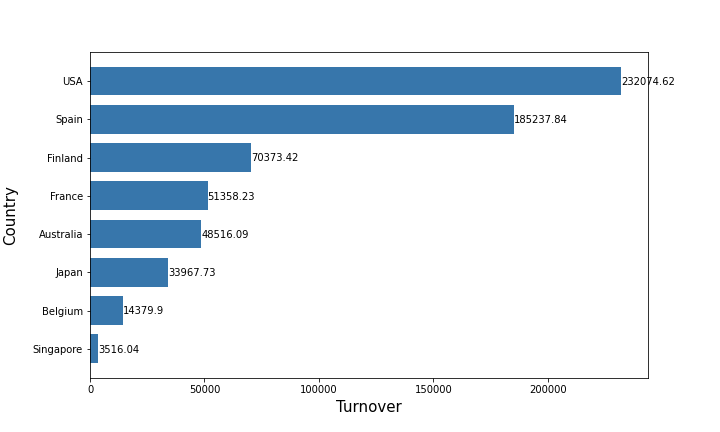 USA 232074.62
Spain 185237.84
Finland 70373.42
France 51358.23
Australia 48516.09
Japan 33967.73
Belgium 14379.9
Singapore 3516.04
Country
0 50000 100000 150000 200000
Turnover